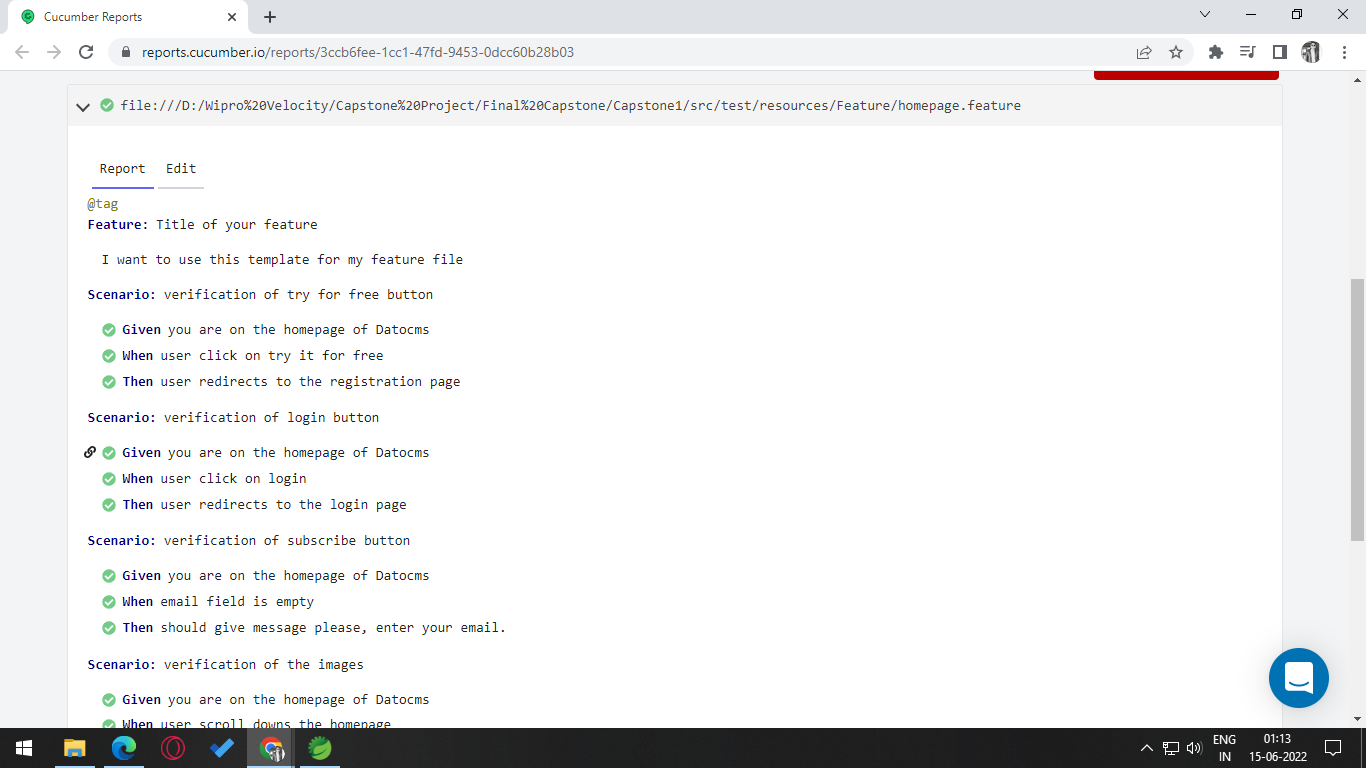 Cucumber Reports
reports.cucumber.io/reports/3ccb6fee-1cc1-47fd-9453-0dcc60b28b03
file:///D:/Wipro%20Velocity/Capstone%20Project/Final%20Capstone/Capstone1/src/test/resources/Feature/homepage.feature
Report Edit
@tag
Feature: Title of your feature
I want to use this template for my feature file
Scenario: verification of try for free button
Given you are on the homepage of Datocms
When user click on try it for free
Then user redirects to the registration page
Scenario: verification of login button
Given you are on the homepage of Datocms
When user click on login
Then user redirects to the login page
Scenario: verification of subscribe button
Given you are on the homepage of Datocms
When email field is empty
Then should give message please, enter your email.
Scenario: verification of the images
Given you are on the homepage of Datocms
When user scroll downs the homepage
ENG 01:13
IN 15-06-2022